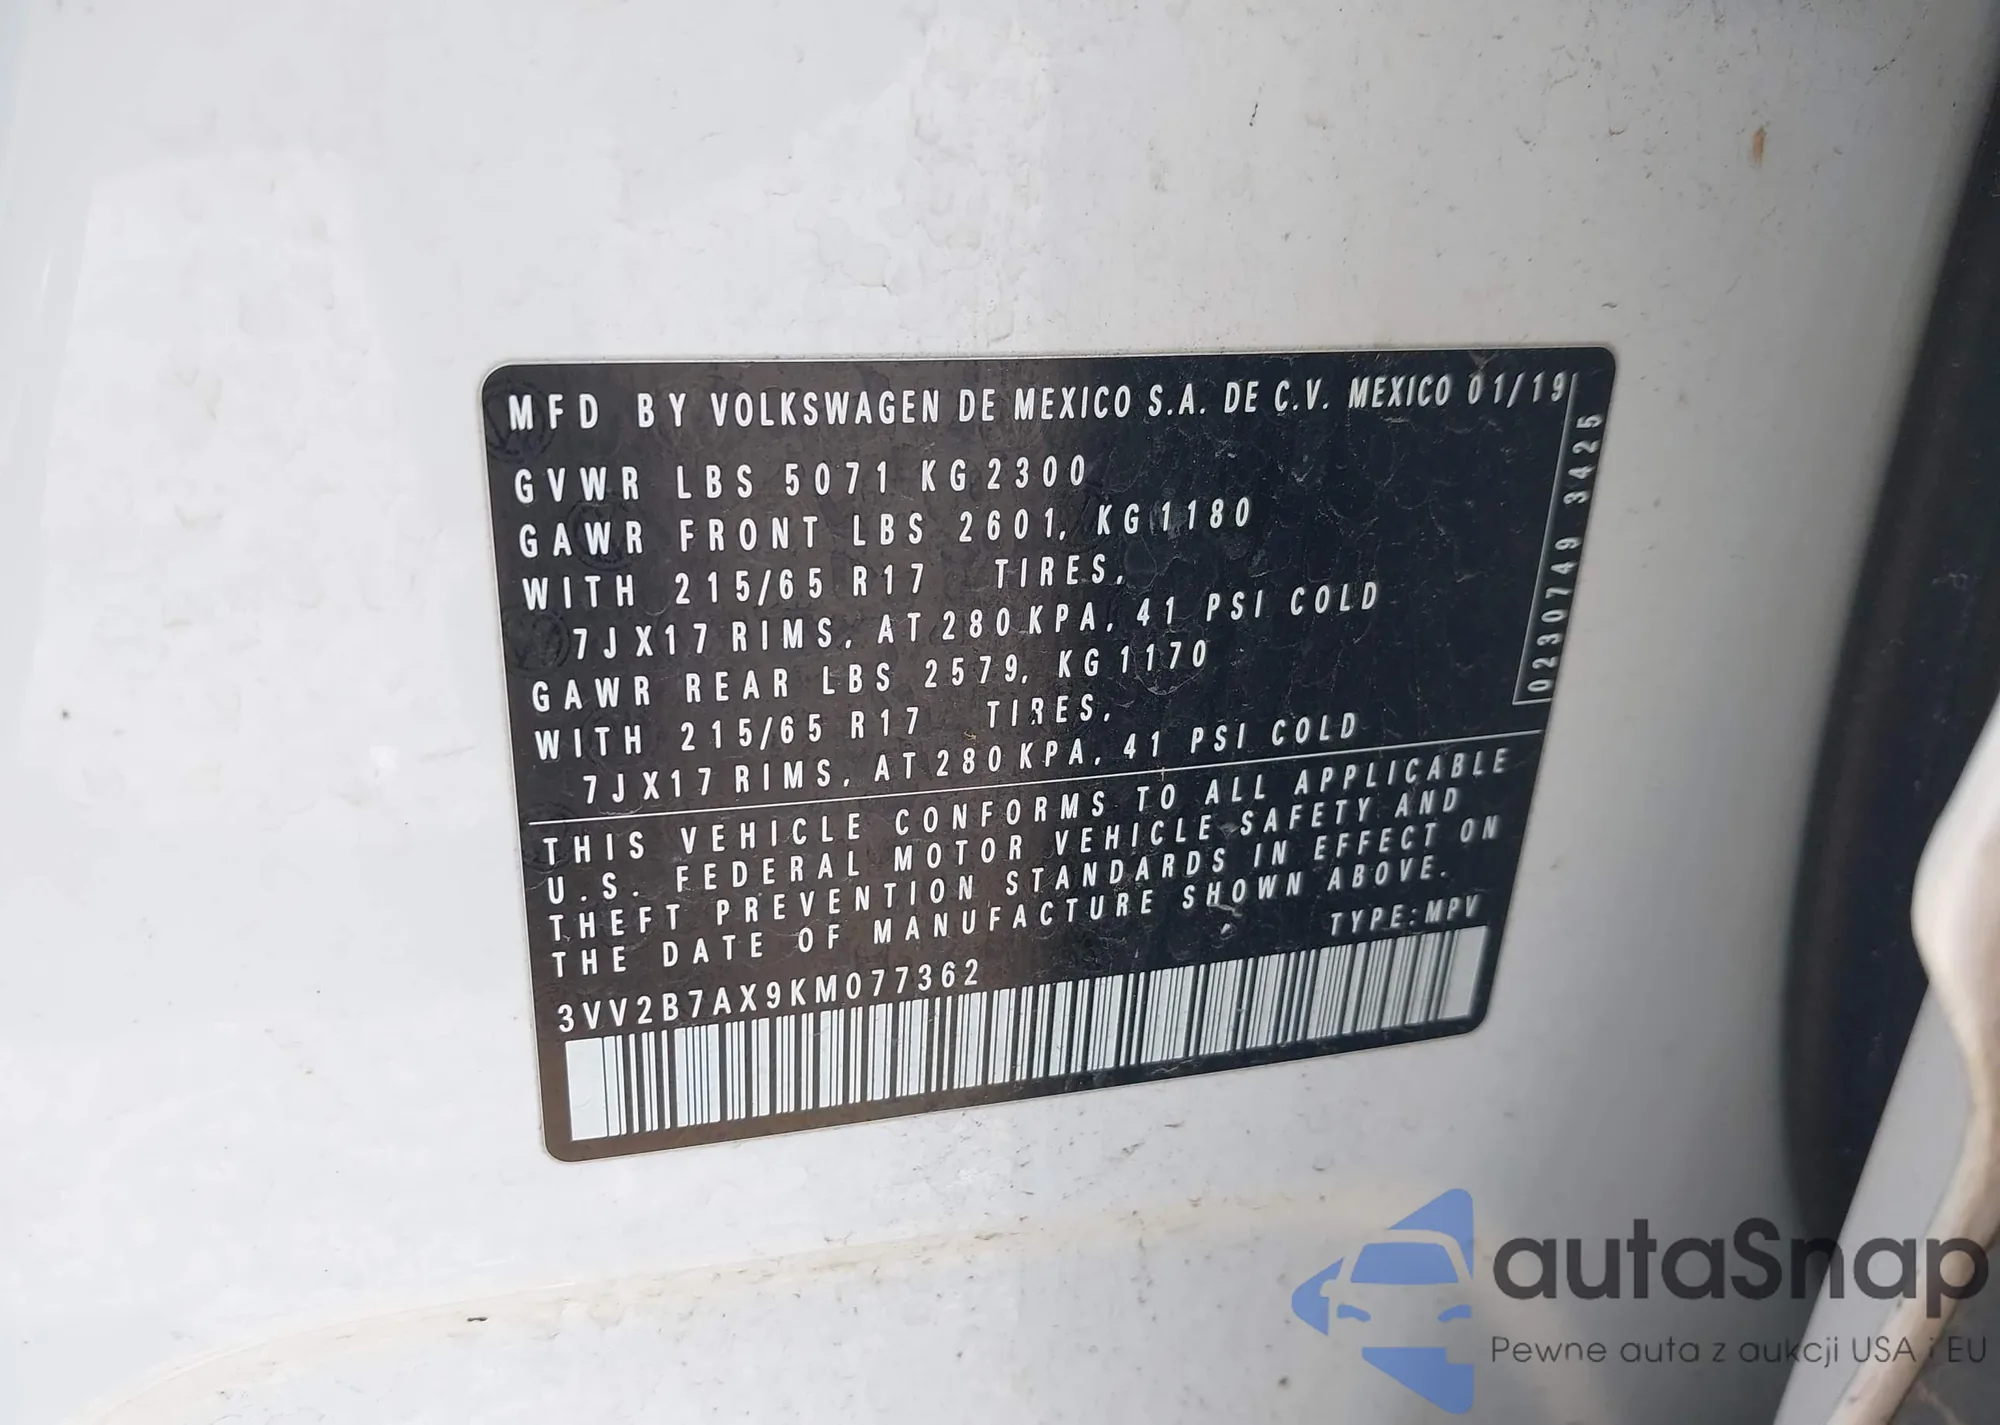 MFD BY VOLKSWAGEN DE MEXICO S.A. DE C.V. MEXICO 01/19
GVWR LBS 5071 KG 2300
GAWR FRONT LBS 2601, KG 1180
WITH 215/65 R17 TIRES,
7JX17 RIMS, AT 280 KPA, 41 PSI COLD
GAWR REAR LBS 2579, KG 1170
WITH 215/65 R17 TIRES,
7JX17 RIMS, AT 280 KPA, 41 PSI COLD
THIS VEHICLE CONFORMS TO ALL APPLICABLE
U.S. FEDERAL MOTOR VEHICLE SAFETY AND
THEFT PREVENTION STANDARDS IN EFFECT ON
THE DATE OF MANUFACTURE SHOWN ABOVE.
TYPE: MPV
3VV2B7AX9KM077362
0230749 3425
autaSnap
Pewne auta z aukcji USA i EU